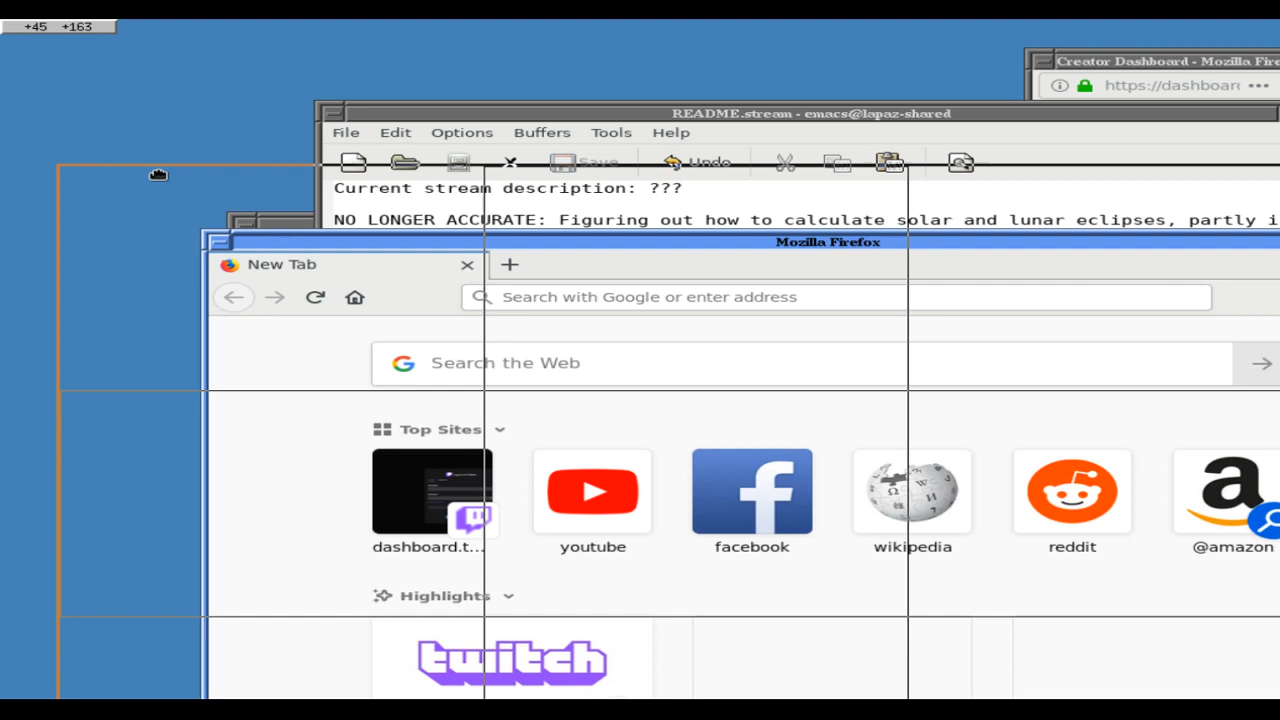 +45 +163
Creator Dashboard - Mozilla Fire
https://dashboar
README.stream - emacs@lapaz-shared
File Edit Options Buffers Tools Help
Save Undo
Current stream description: ???
NO LONGER ACCURATE: Figuring out how to calculate solar and lunar eclipses, partly i
Mozilla Firefox
New Tab
Search with Google or enter address
Search the Web
Top Sites
dashboard.t... youtube facebook wikipedia reddit @amazon
Highlights
twitch